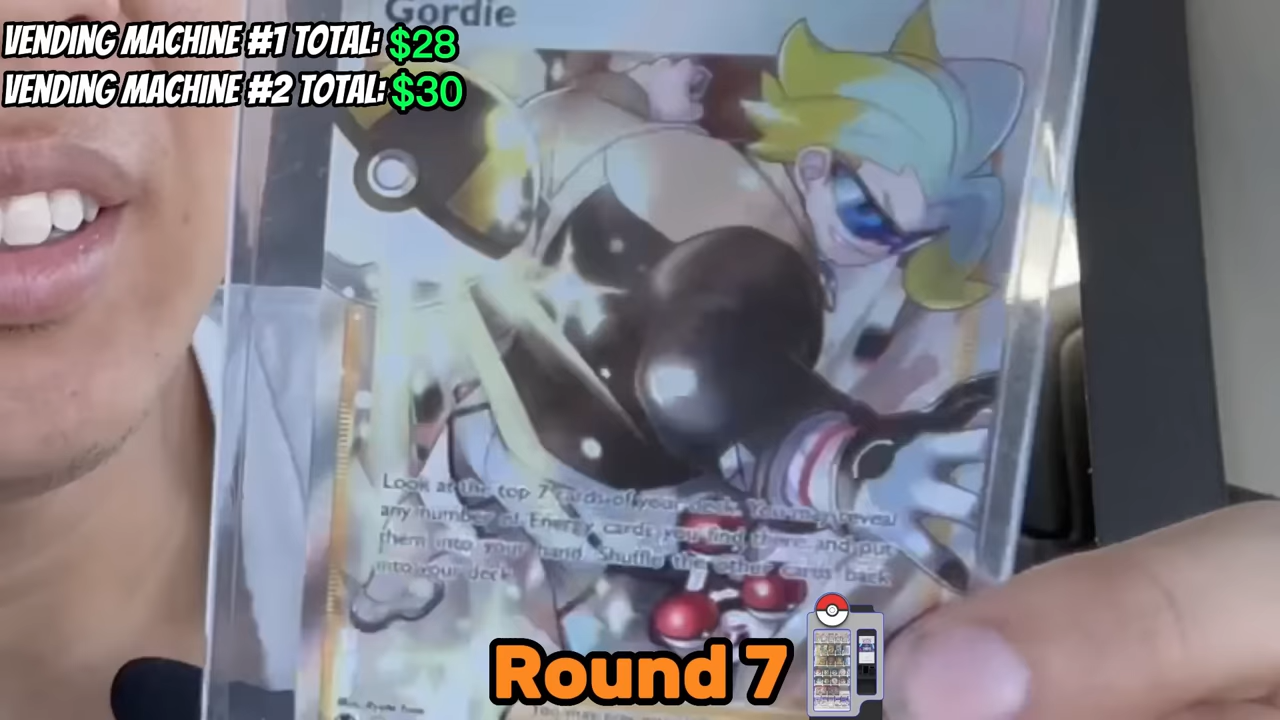 Gordie
VENDING MACHINE #1 TOTAL: $28
VENDING MACHINE #2 TOTAL: $30
Look at the top 7 cards of your deck. You may reveal
any number of Energy cards you find there and put
them into your hand. Shuffle the other cards back
into your deck.
Round 7